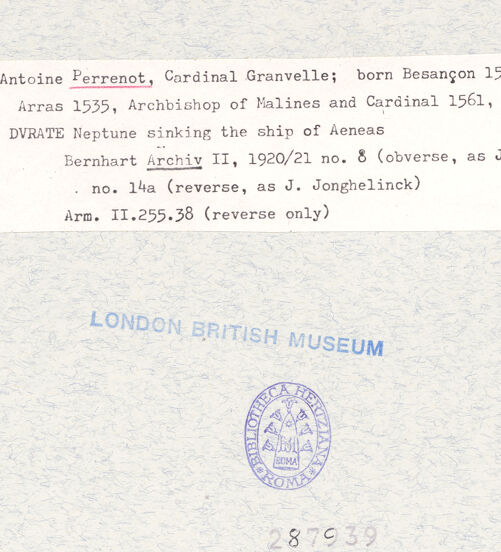 Antoine Perrenot, Cardinal Granvelle; born Besançon 15
Arras 1535, Archbishop of Malines and Cardinal 1561,
DVRATE Neptune sinking the ship of Aeneas
Bernhart Archiv II, 1920/21 no. 8 (obverse, as J
. no. 14a (reverse, as J. Jonghelinck)
Arm. II.255.38 (reverse only)
LONDON BRITISH MUSEUM
BIBLIOTHECA HERTZIANA
ROMA
ROMA
287939